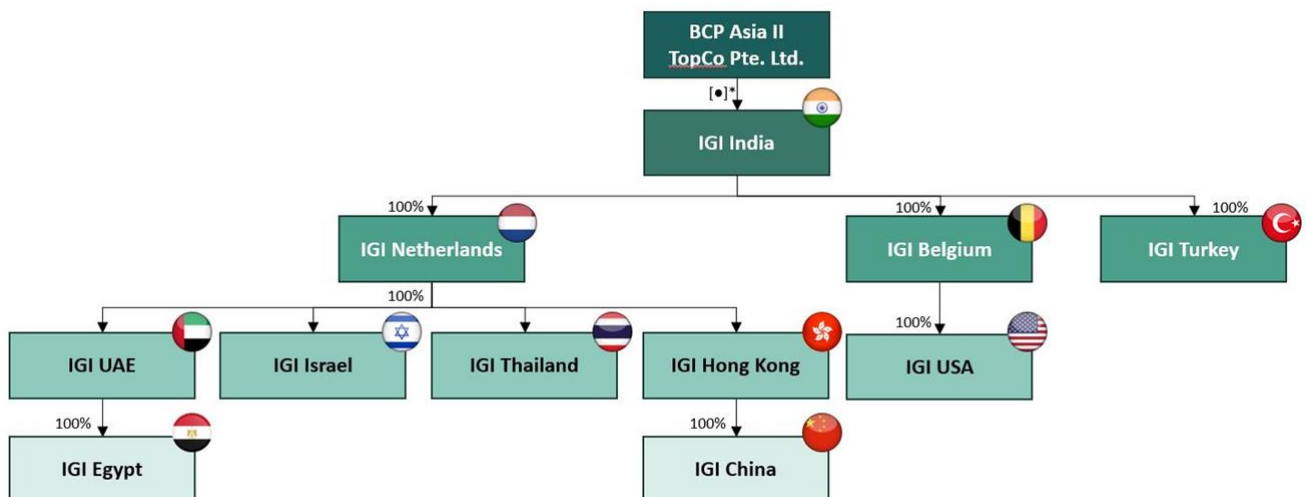 BCP Asia II
TopCo Pte. Ltd.
[●]*
IGI India
100%
100%
100%
IGI Netherlands
IGI Belgium
IGI Turkey
100%
100%
IGI UAE
IGI Israel
IGI Thailand
IGI Hong Kong
IGI USA
100%
100%
IGI Egypt
IGI China